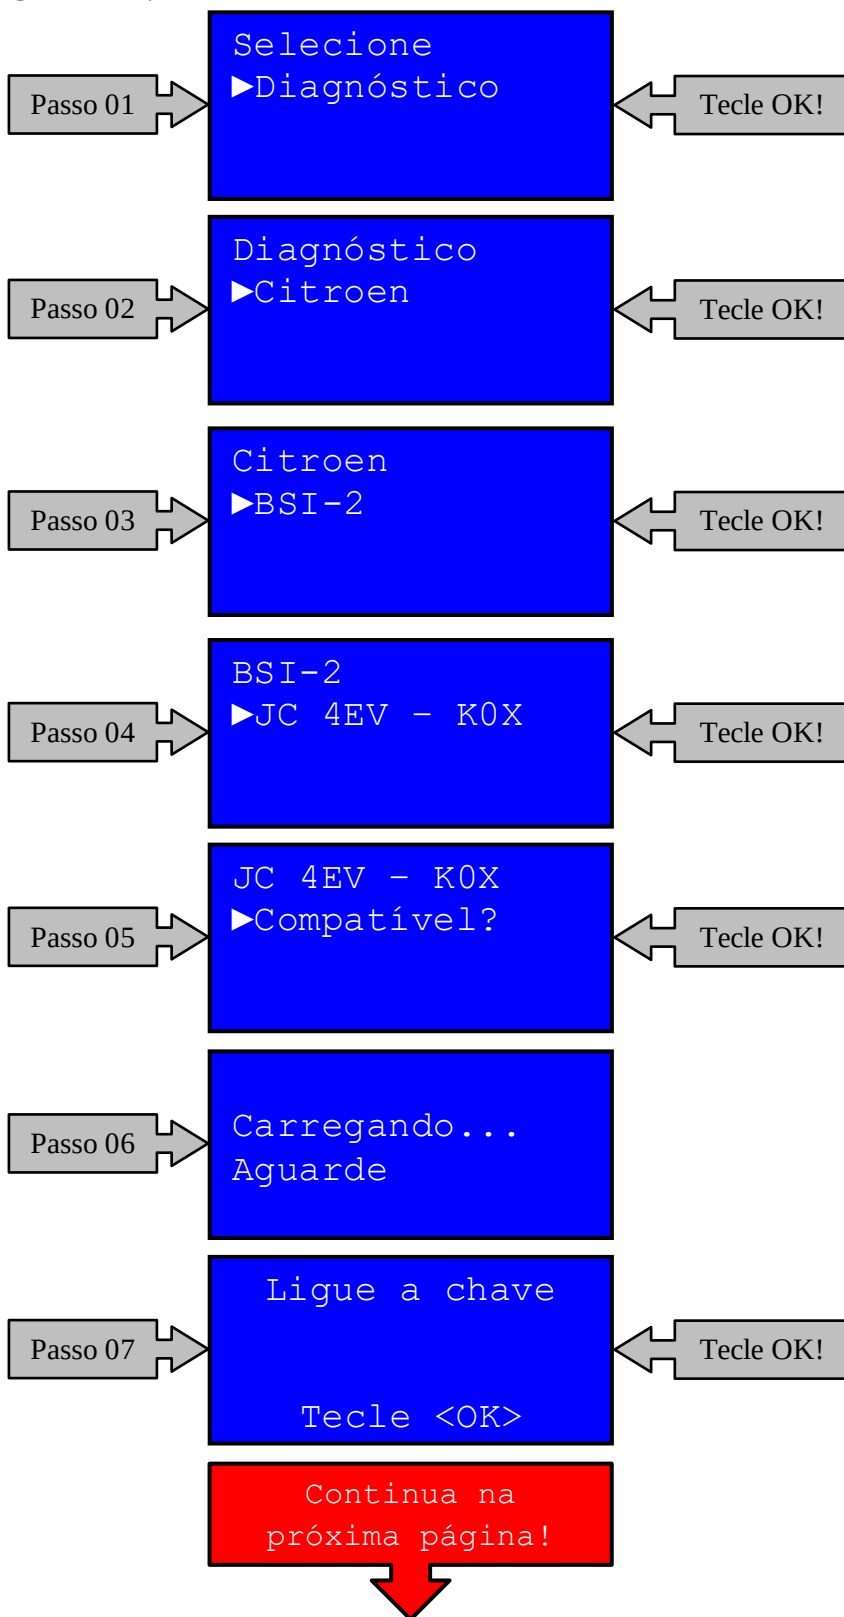 Passo 01
Selecione
►Diagnóstico
Tecle OK!
Passo 02
Diagnóstico
►Citroen
Tecle OK!
Passo 03
Citroen
►BSI-2
Tecle OK!
Passo 04
BSI-2
►JC 4EV – K0X
Tecle OK!
Passo 05
JC 4EV – K0X
►Compatível?
Tecle OK!
Passo 06
Carregando...
Aguarde
Passo 07
Ligue a chave
Tecle <OK>
Tecle OK!
Continua na
próxima página!